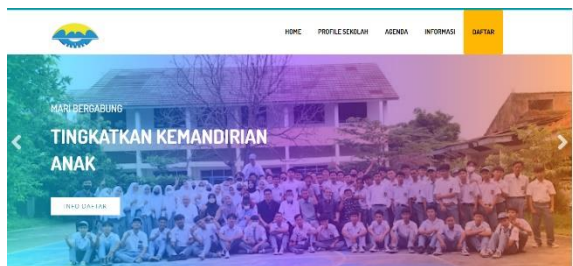 HOME PROFILE SEKOLAH AGENDA INFORMASI DAFTAR
MARI BERGABUNG
TINGKATKAN KEMANDIRIAN
ANAK
INFO DAFTAR